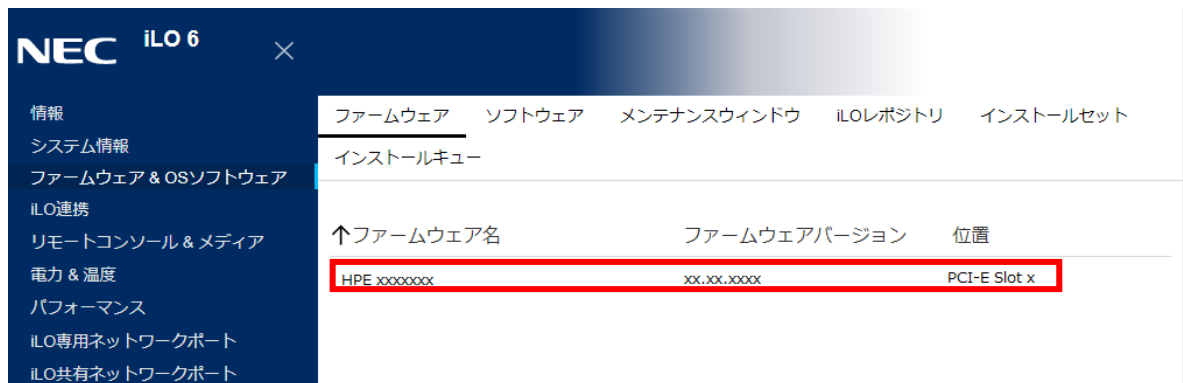 NEC iLO 6
情報
システム情報
ファームウェア & OSソフトウェア
iLO連携
リモートコンソール & メディア
電力 & 温度
パフォーマンス
iLO専用ネットワークポート
iLO共有ネットワークポート
ファームウェア ソフトウェア メンテナンスウィンドウ iLOレポジトリ インストールセット
インストールキュー
↑ファームウェア名 ファームウェアバージョン 位置
HPE xxxxxxx xx.xx.xxxx PCI-E Slot x